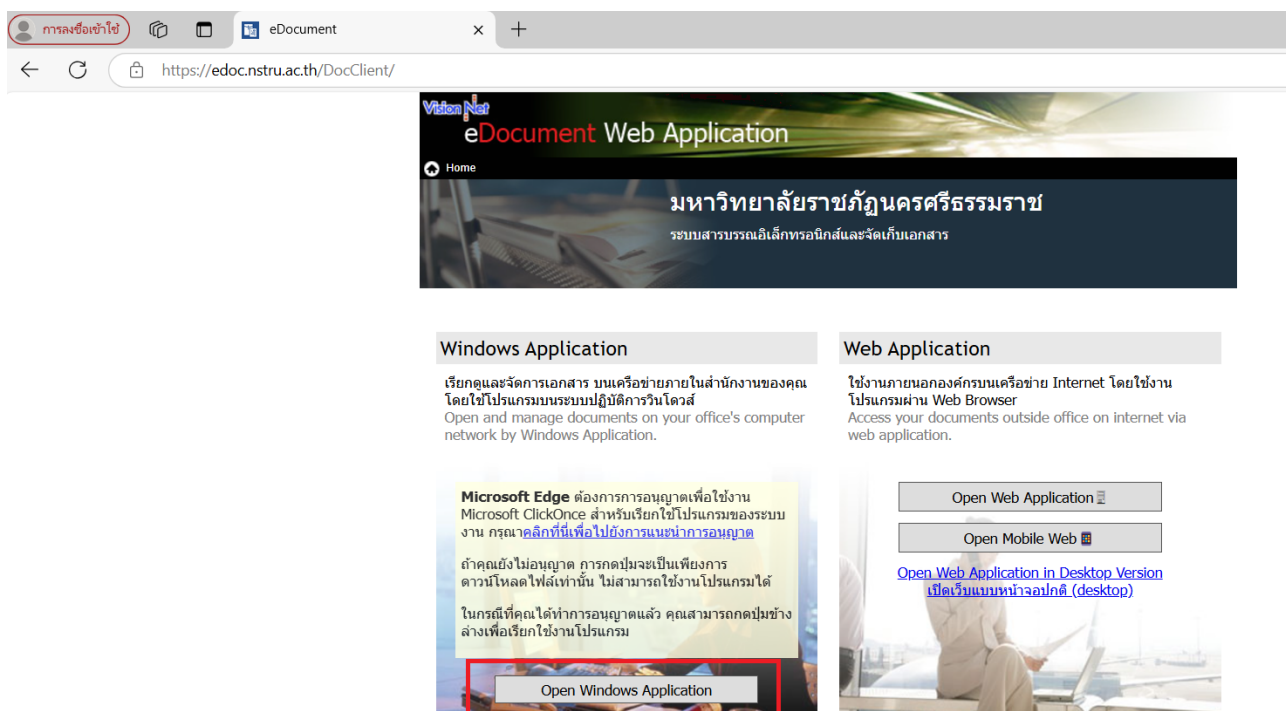 การลงชื่อเข้าใช้
eDocument
https://edoc.nstru.ac.th/DocClient/
Vision Net
eDocument Web Application
Home
มหาวิทยาลัยราชภัฏนครศรีธรรมราช
ระบบสารบรรณอิเล็กทรอนิกส์และจัดเก็บเอกสาร
Windows Application
เรียกดูและจัดการเอกสาร บนเครือข่ายภายในสำนักงานของคุณ
โดยใช้โปรแกรมบนระบบปฏิบัติการวินโดวส์
Open and manage documents on your office's computer
network by Windows Application.
Microsoft Edge ต้องการการอนุญาตเพื่อใช้งาน
Microsoft ClickOnce สำหรับเรียกใช้โปรแกรมของระบบ
งาน กรุณาคลิกที่นี่เพื่อไปยังการแนะนำการอนุญาต
ถ้าคุณยังไม่อนุญาต การกดปุ่มจะเป็นเพียงการ
ดาวน์โหลดไฟล์เท่านั้น ไม่สามารถใช้งานโปรแกรมได้
ในกรณีที่คุณได้ทำการอนุญาตแล้ว คุณสามารถกดปุ่มข้าง
ล่างเพื่อเรียกใช้งานโปรแกรม
Open Windows Application
Web Application
ใช้งานภายนอกองค์กรบนเครือข่าย Internet โดยใช้งาน
โปรแกรมผ่าน Web Browser
Access your documents outside office on internet via
web application.
Open Web Application
Open Mobile Web
Open Web Application in Desktop Version
เปิดเว็บแบบหน้าจอปกติ (desktop)